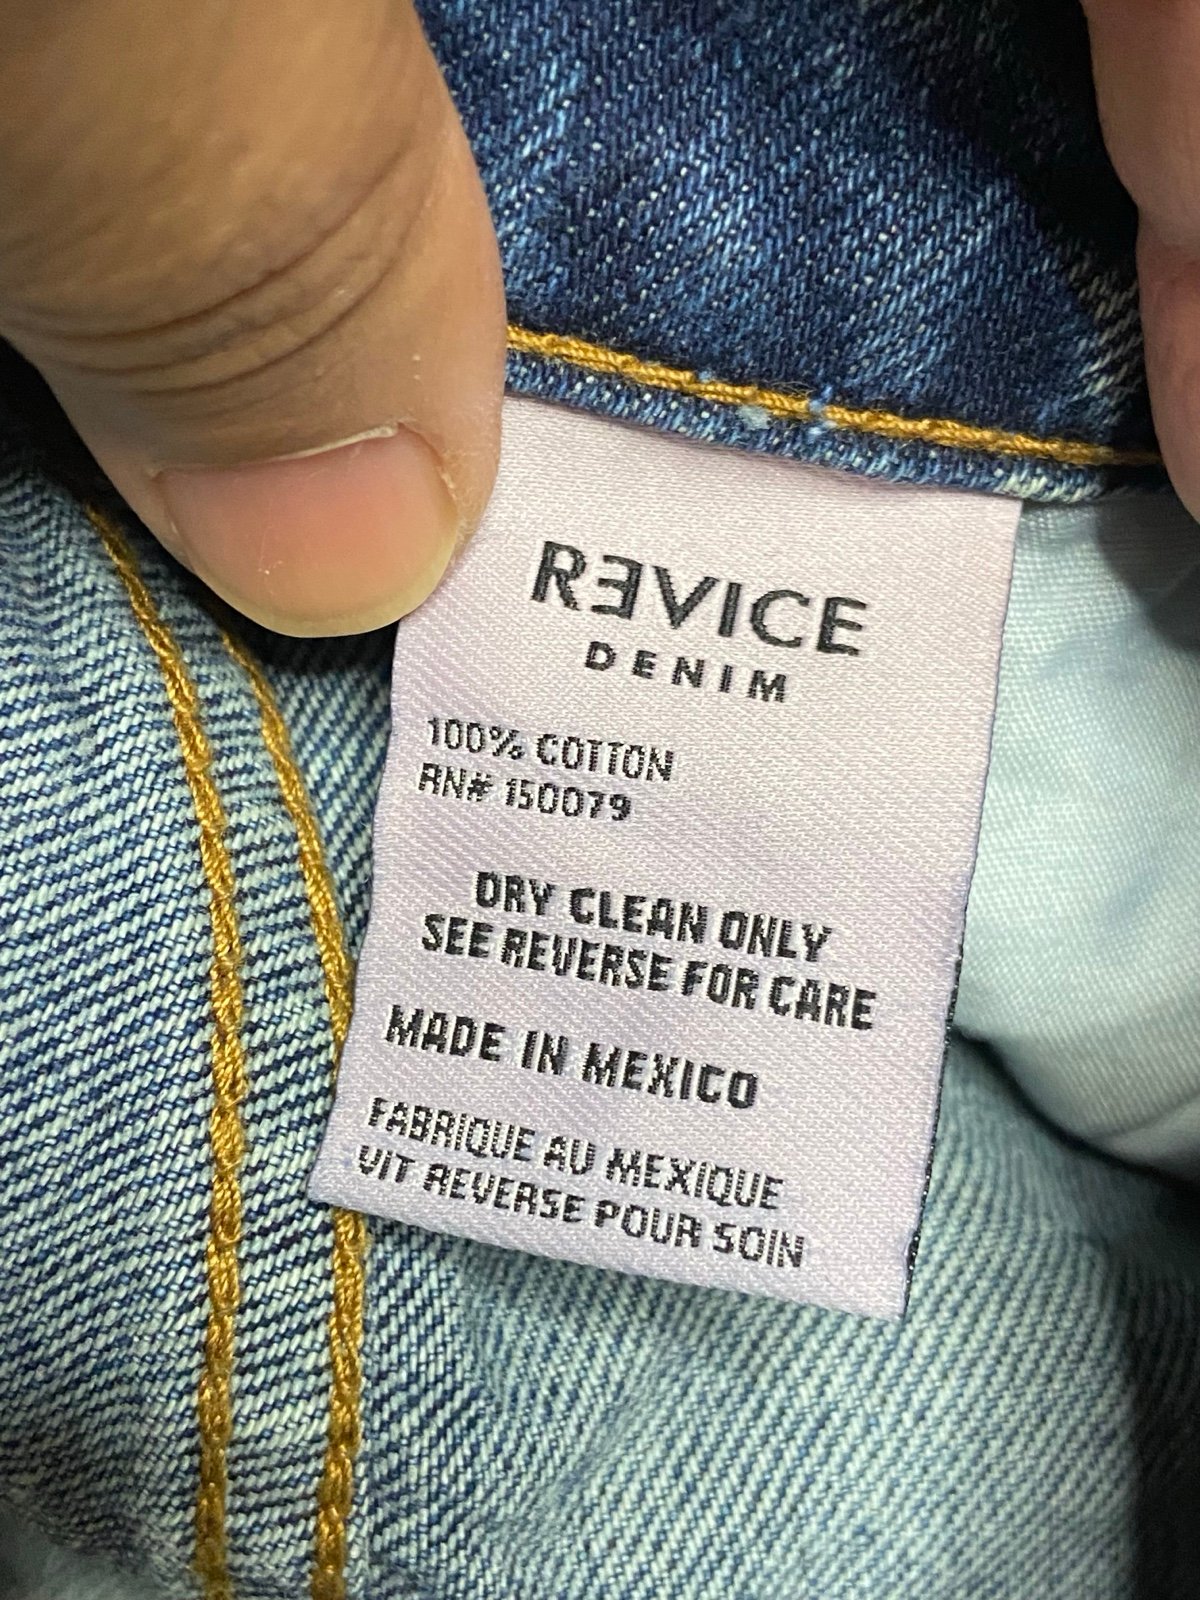 RƎVICE
DENIM
100% COTTON
RN# 150079
DRY CLEAN ONLY
SEE REVERSE FOR CARE
MADE IN MEXICO
FABRIQUE AU MEXIQUE
VIT REVERSE POUR SOIN